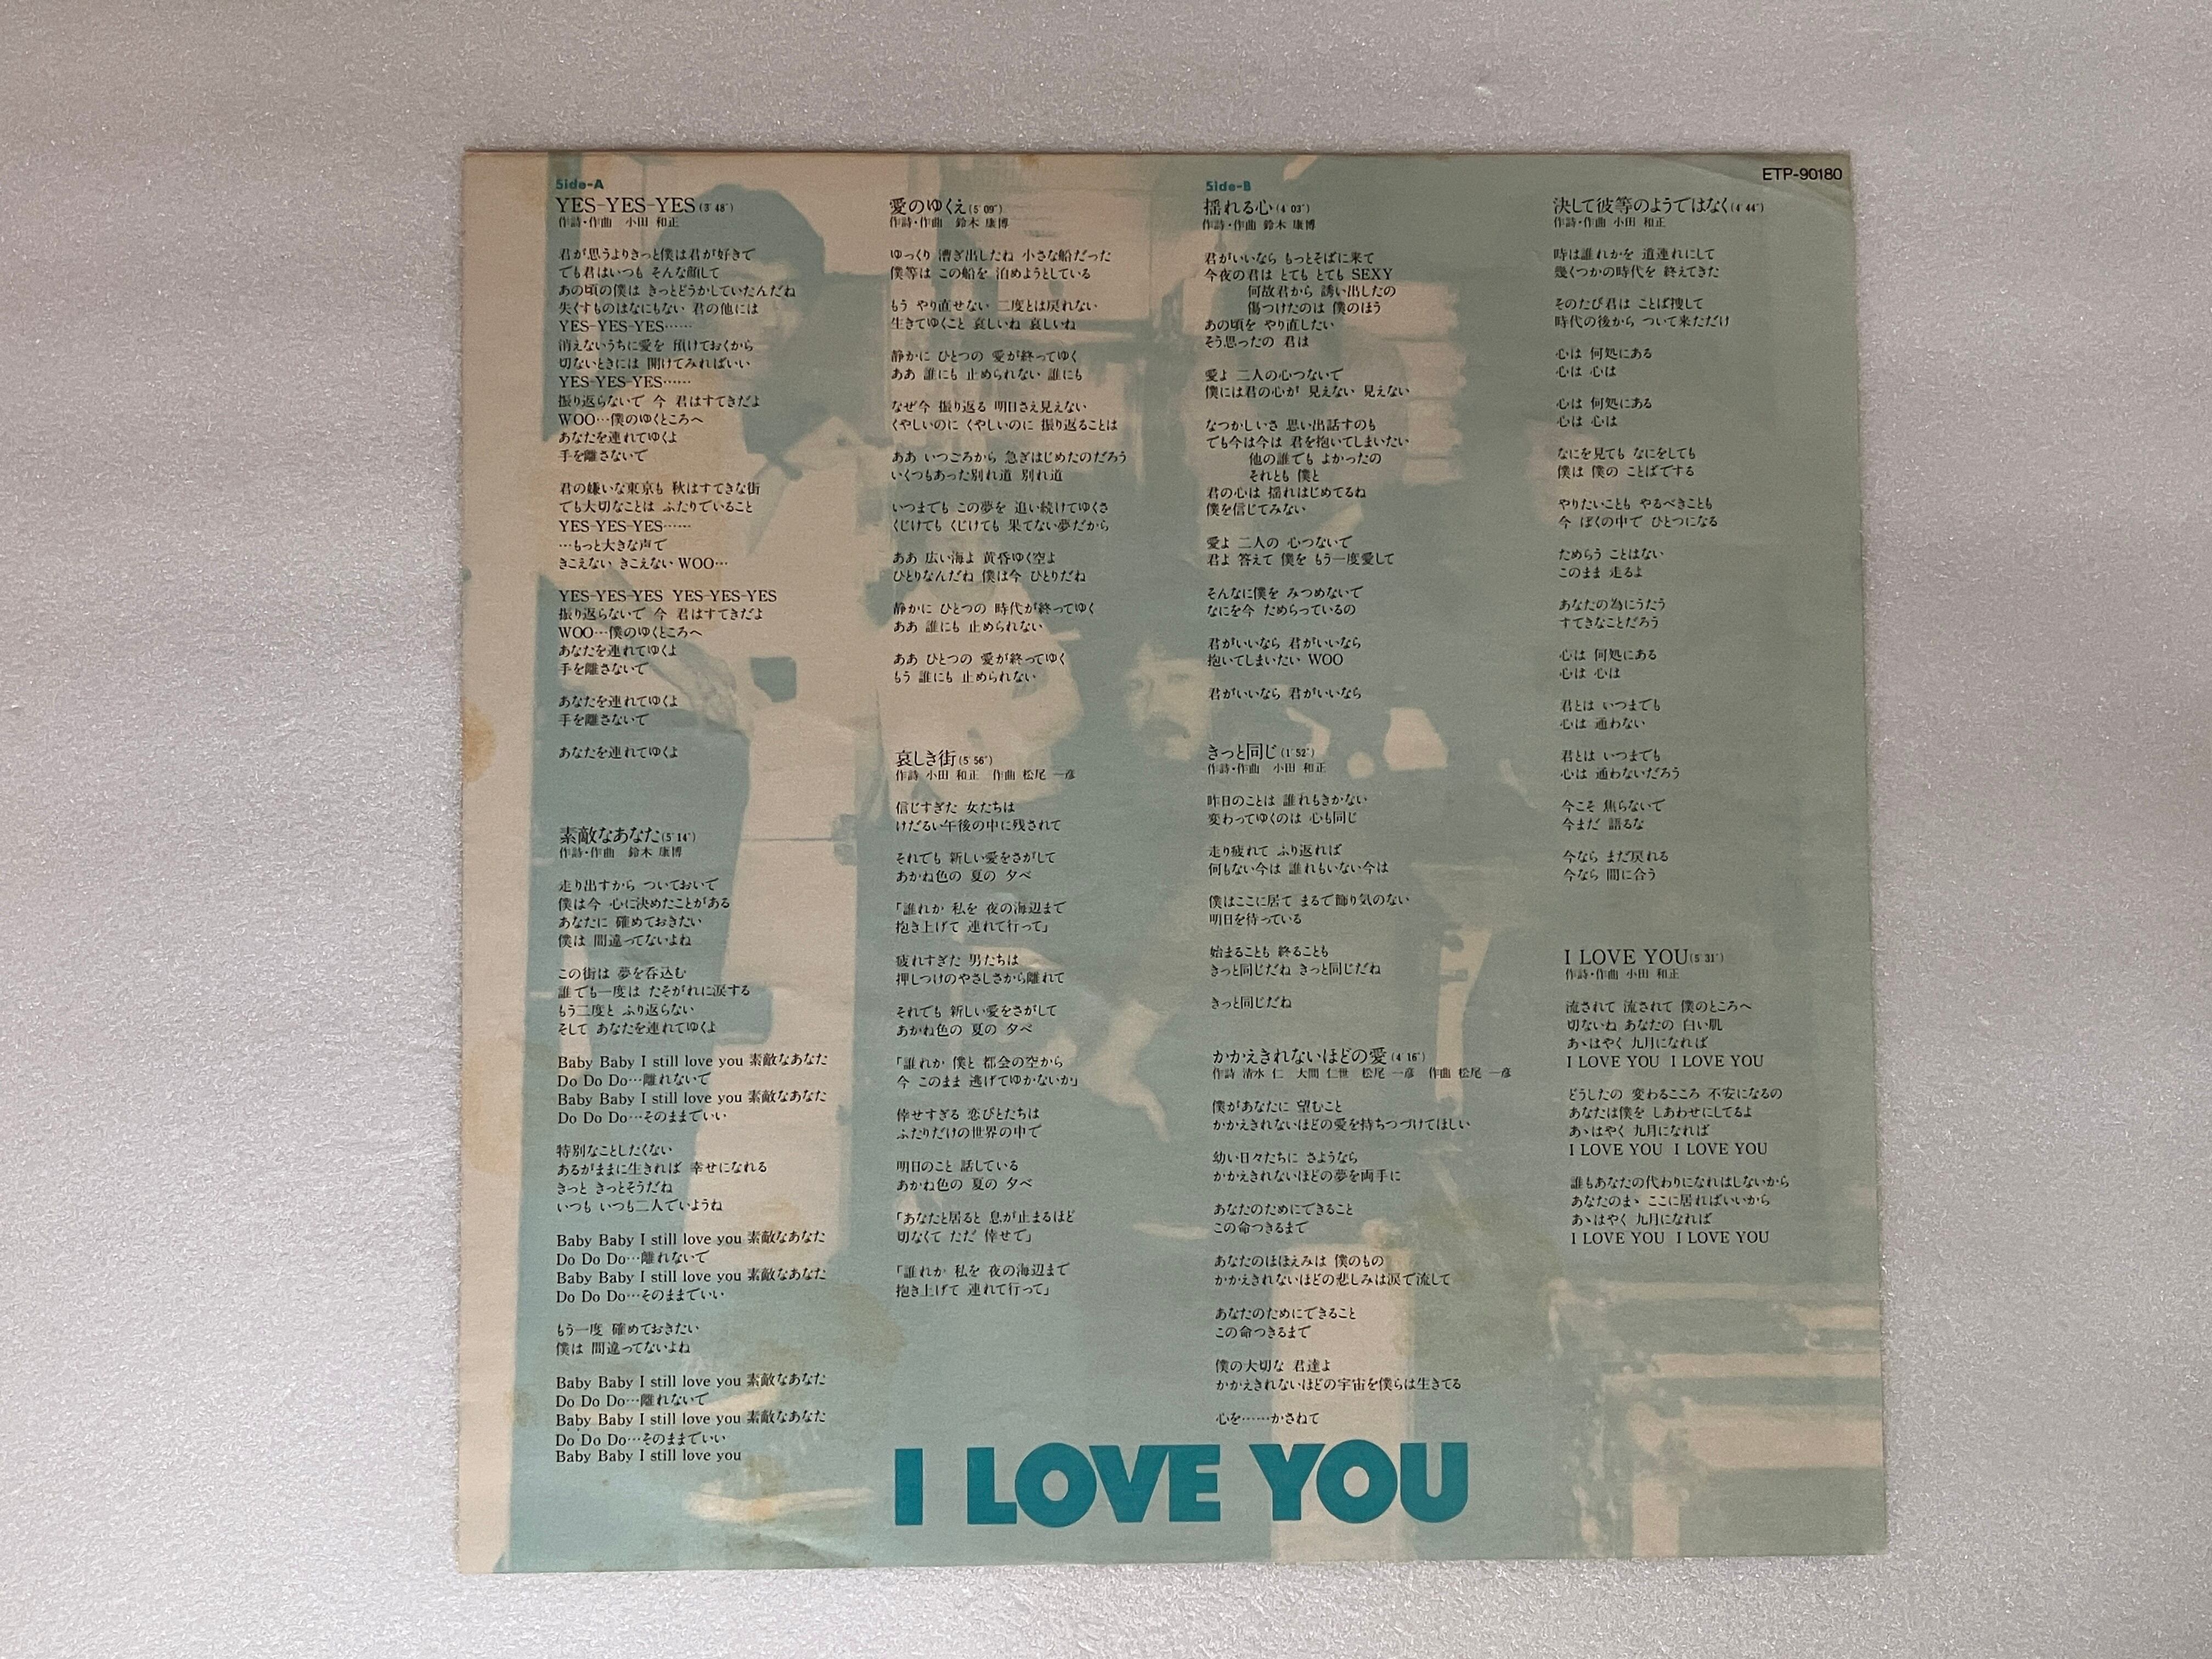 ETP-90180
Side-A
YES-YES-YES (3'48")
作詩・作曲 小田 和正
君が思うよりきっと僕は君が好きで
でも君はいつも そんな顔して
あの頃の僕は きっとどうかしていたんだね
失くすものはなにもない 君の他には
YES-YES-YES……
消えないうちに愛を 預けておくから
切ないときには 開けてみればいい
YES-YES-YES……
振り返らないで 今 君はすてきだよ
WOO…僕のゆくところへ
あなたを連れてゆくよ
手を離さないで
君の嫌いな東京も 秋はすてきな街
でも大切なことは ふたりでいること
YES-YES-YES……
…もっと大きな声で
きこえない きこえない WOO…
YES-YES-YES YES-YES-YES
振り返らないで 今 君はすてきだよ
WOO…僕のゆくところへ
あなたを連れてゆくよ
手を離さないで
あなたを連れてゆくよ
手を離さないで
あなたを連れてゆくよ
素敵なあなた (5'14")
作詩・作曲 鈴木 康博
走り出すから ついておいで
僕は今 心に決めたことがある
あなたに 確めておきたい
僕は 間違ってないよね
この街は 夢を呑込む
誰でも一度は たそがれに涙する
もう二度と ふり返らない
そして あなたを連れてゆくよ
Baby Baby I still love you 素敵なあなた
Do Do Do…離れないで
Baby Baby I still love you 素敵なあなた
Do Do Do…そのままでいい
特別なことしたくない
あるがままに生きれば 幸せになれる
きっと きっとそうだね
いつも いつも二人でいようね
Baby Baby I still love you 素敵なあなた
Do Do Do…離れないで
Baby Baby I still love you 素敵なあなた
Do Do Do…そのままでいい
もう一度 確めておきたい
僕は 間違ってないよね
Baby Baby I still love you 素敵なあなた
Do Do Do…離れないで
Baby Baby I still love you 素敵なあなた
Do Do Do…そのままでいい
Baby Baby I still love you
愛のゆくえ (5'09")
作詩・作曲 鈴木 康博
ゆっくり 漕ぎ出したね 小さな船だった
僕等は この船を 泊めようとしている
もう やり直せない 二度とは戻れない
生きてゆくこと 哀しいね 哀しいね
静かに ひとつの 愛が終ってゆく
ああ 誰にも 止められない 誰にも
なぜ今 振り返る 明日さえ見えない
くやしいのに くやしいのに 振り返ることは
ああ いつごろから 急ぎはじめたのだろう
いくつもあった別れ道 別れ道
いつまでも この夢を 追い続けてゆくさ
くじけても くじけても 果てない夢だから
ああ 広い海よ 黄昏ゆく空よ
ひとりなんだね 僕は今 ひとりだね
静かに ひとつの 時代が終ってゆく
ああ 誰にも 止められない
ああ ひとつの 愛が終ってゆく
もう 誰にも 止められない
哀しき街 (5'56")
作詩 小田 和正 作曲 松尾 一彦
信じすぎた 女たちは
けだるい午後の中に残されて
それでも 新しい愛をさがして
あかね色の 夏の 夕べ
「誰れか 私を 夜の海辺まで
抱き上げて 連れて行って」
疲れすぎた 男たちは
押しつけのやさしさから離れて
それでも 新しい愛をさがして
あかね色の 夏の 夕べ
「誰れか 僕と 都会の空から
今 このまま 逃げてゆかないか」
倖せすぎる 恋びとたちは
ふたりだけの世界の中で
明日のこと 話している
あかね色の 夏の 夕べ
「あなたと居ると 息が止まるほど
切なくて ただ 倖せで」
「誰れか 私を 夜の海辺まで
抱き上げて 連れて行って」
Side-B
揺れる心 (4'03")
作詩・作曲 鈴木 康博
君がいいなら もっとそばに来て
今夜の君は とても とても SEXY
何故君から 誘い出したの
傷つけたのは 僕のほう
あの頃を やり直したい
そう思ったの 君は
愛よ 二人の心つないで
僕には君の心が 見えない 見えない
なつかしいさ 思い出話すのも
でも今は今は 君を抱いてしまいたい
他の誰でも よかったの
それとも 僕と
君の心は 揺れはじめてるね
僕を信じてみない
愛よ 二人の 心つないで
君よ 答えて 僕を もう一度愛して
そんなに僕を みつめないで
なにを今 ためらっているの
君がいいなら 君がいいなら
抱いてしまいたい WOO
君がいいなら 君がいいなら
きっと同じ (1'52")
作詩・作曲 小田 和正
昨日のことは 誰れもきかない
変わってゆくのは 心も同じ
走り疲れて ふり返れば
何もない今は 誰れもいない今は
僕はここに居て まるで飾り気のない
明日を待っている
始まることも 終ることも
きっと同じだね きっと同じだね
きっと同じだね
かかえきれないほどの愛 (4'16")
作詩 清水 仁 大間 仁世 松尾 一彦 作曲 松尾 一彦
僕があなたに 望むこと
かかえきれないほどの愛を持ちつづけてほしい
幼い日々たちに さようなら
かかえきれないほどの夢を両手に
あなたのためにできること
この命つきるまで
あなたのほほえみは 僕のもの
かかえきれないほどの悲しみは涙で流して
あなたのためにできること
この命つきるまで
僕の大切な 君達よ
かかえきれないほどの宇宙を僕らは生きてる
心を……かさねて
決して彼等のようではなく (4'44")
作詩・作曲 小田 和正
時は誰れかを 道連れにして
幾くつかの時代を 終えてきた
そのたび君は ことば捜して
時代の後から ついて来ただけ
心は 何処にある
心は 心は
心は 何処にある
心は 心は
なにを見ても なにをしても
僕は 僕の ことばでする
やりたいことも やるべきことも
今 ぼくの中で ひとつになる
ためらう ことはない
このまま 走るよ
あなたの為にうたう
すてきなことだろう
心は 何処にある
心は 心は
君とは いつまでも
心は 通わない
君とは いつまでも
心は 通わないだろう
今こそ 焦らないで
今まだ 語るな
今なら まだ戻れる
今なら 間に合う
I LOVE YOU (5'31")
作詩・作曲 小田 和正
流されて 流されて 僕のところへ
切ないね あなたの 白い肌
あゝはやく 九月になれば
I LOVE YOU I LOVE YOU
どうしたの 変わるこころ 不安になるの
あなたは僕を しあわせにしてるよ
あゝはやく 九月になれば
I LOVE YOU I LOVE YOU
誰もあなたの代わりになれはしないから
あなたのまゝ ここに居ればいいから
あゝはやく 九月になれば
I LOVE YOU I LOVE YOU
I LOVE YOU